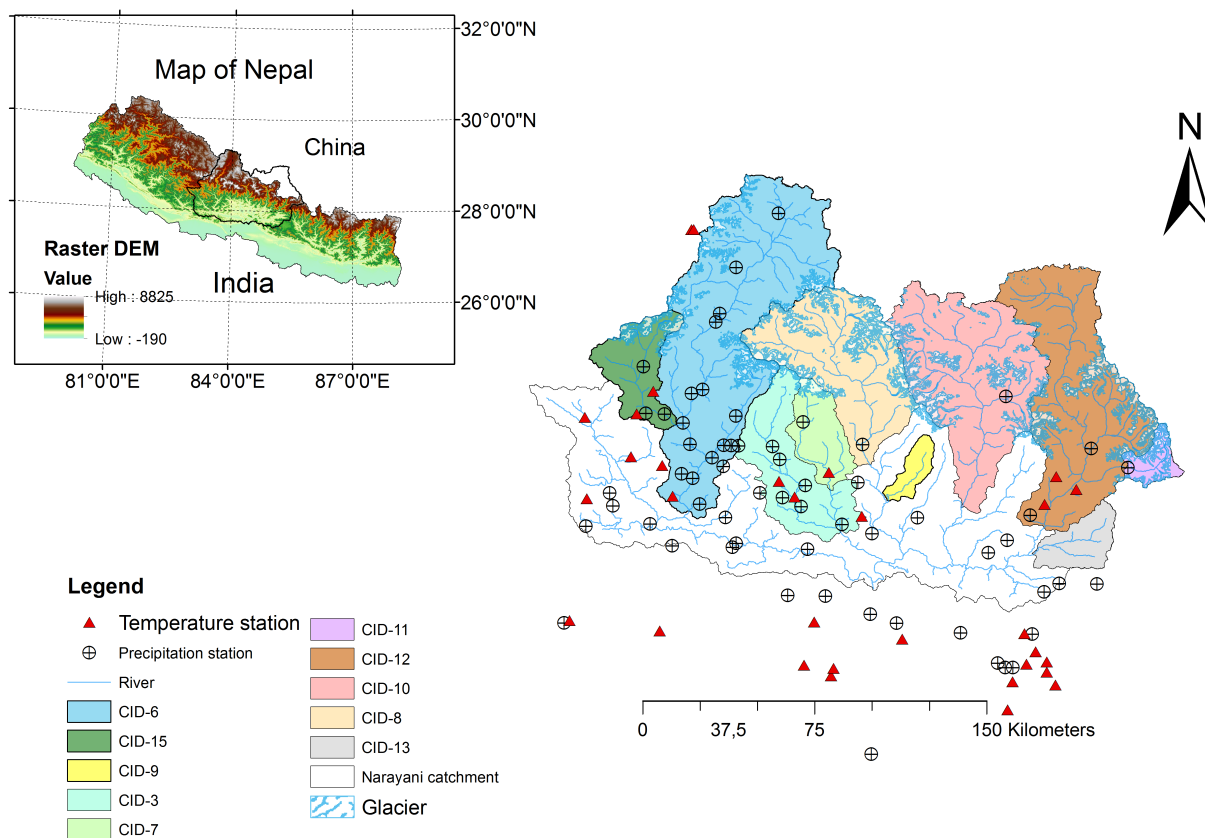 32°0'0"N
Map of Nepal
30°0'0"N
China
28°0'0"N
Raster DEM
Value
India
High : 8825
26°0'0"N
Low : -190
81°0'0"E
84°0'0"E
87°0'0"E
N
Legend
Temperature station
Precipitation station
River
CID-6
CID-15
CID-9
CID-3
CID-7
CID-11
CID-12
CID-10
CID-8
CID-13
Narayani catchment
Glacier
0 37,5 75 150 Kilometers